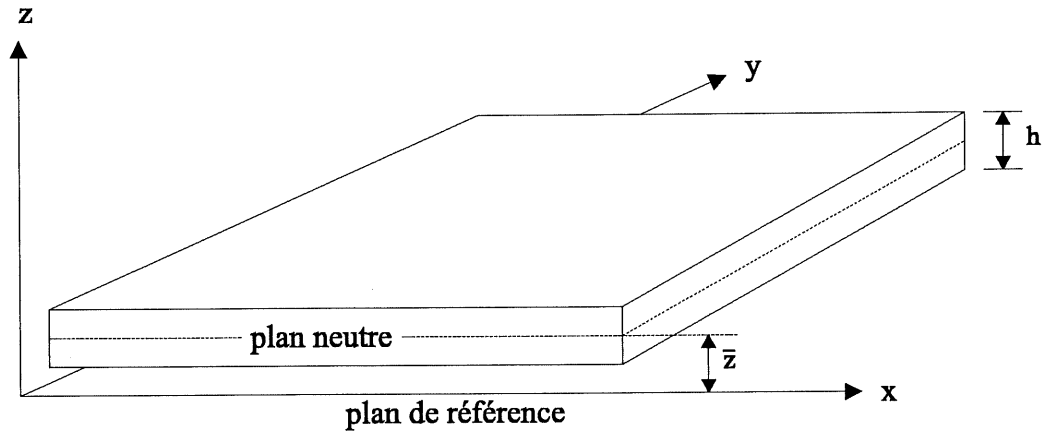 z
y
h
plan neutre
z̄
x
plan de référence